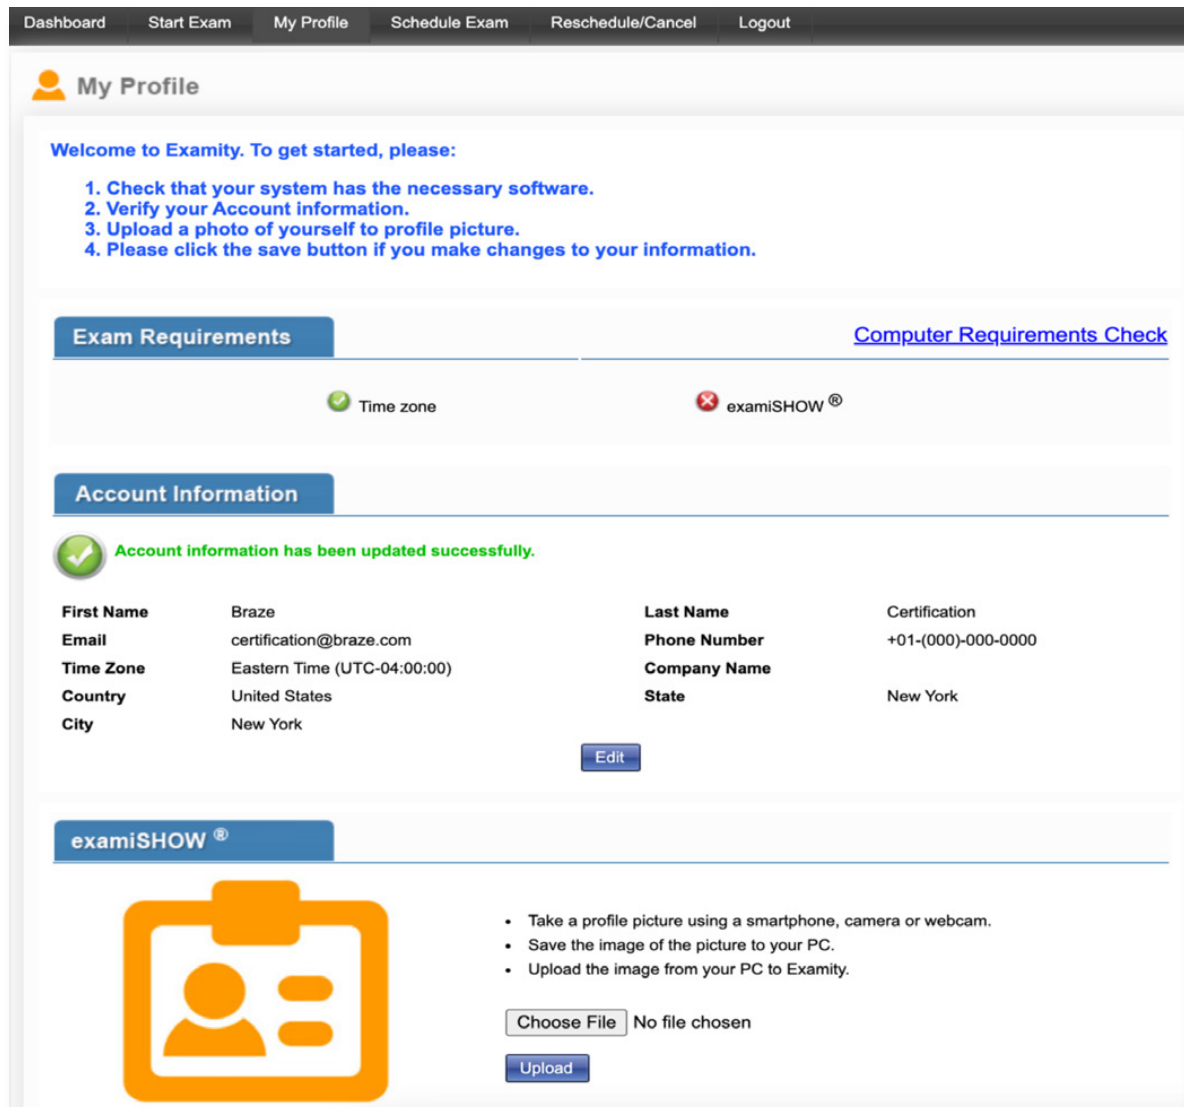 Dashboard Start Exam My Profile Schedule Exam Reschedule/Cancel Logout
My Profile
Welcome to Examity. To get started, please:
1. Check that your system has the necessary software.
2. Verify your Account information.
3. Upload a photo of yourself to profile picture.
4. Please click the save button if you make changes to your information.
Exam Requirements Computer Requirements Check
Time zone examiSHOW ®
Account Information
Account information has been updated successfully.
First Name Braze Last Name Certification
Email certification@braze.com Phone Number +01-(000)-000-0000
Time Zone Eastern Time (UTC-04:00:00) Company Name
Country United States State New York
City New York
Edit
examiSHOW ®
• Take a profile picture using a smartphone, camera or webcam.
• Save the image of the picture to your PC.
• Upload the image from your PC to Examity.
Choose File No file chosen
Upload